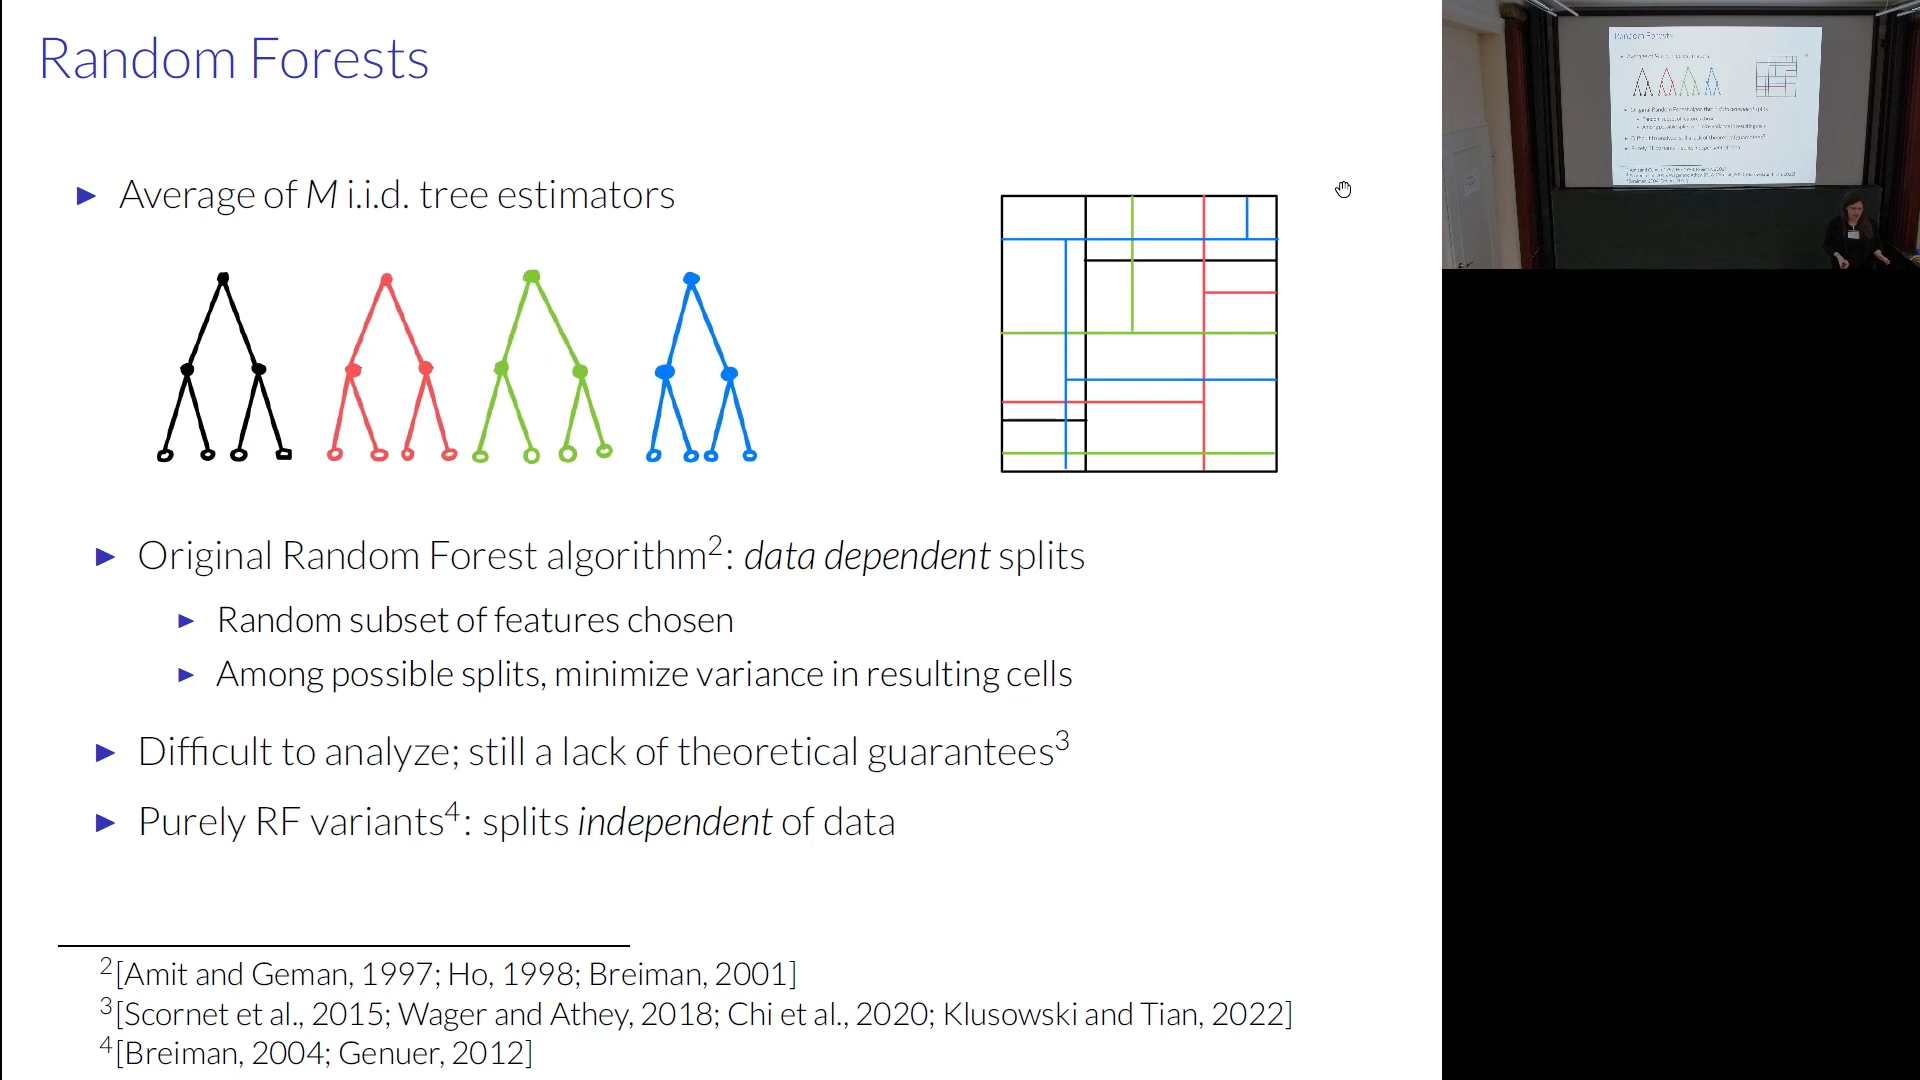 Random Forests
▶ Average of M i.i.d. tree estimators
▶ Original Random Forest algorithm²: data dependent splits
▶ Random subset of features chosen
▶ Among possible splits, minimize variance in resulting cells
▶ Difficult to analyze; still a lack of theoretical guarantees³
▶ Purely RF variants⁴: splits independent of data
²[Amit and Geman, 1997; Ho, 1998; Breiman, 2001]
³[Scornet et al., 2015; Wager and Athey, 2018; Chi et al., 2020; Klusowski and Tian, 2022]
⁴[Breiman, 2004; Genuer, 2012]